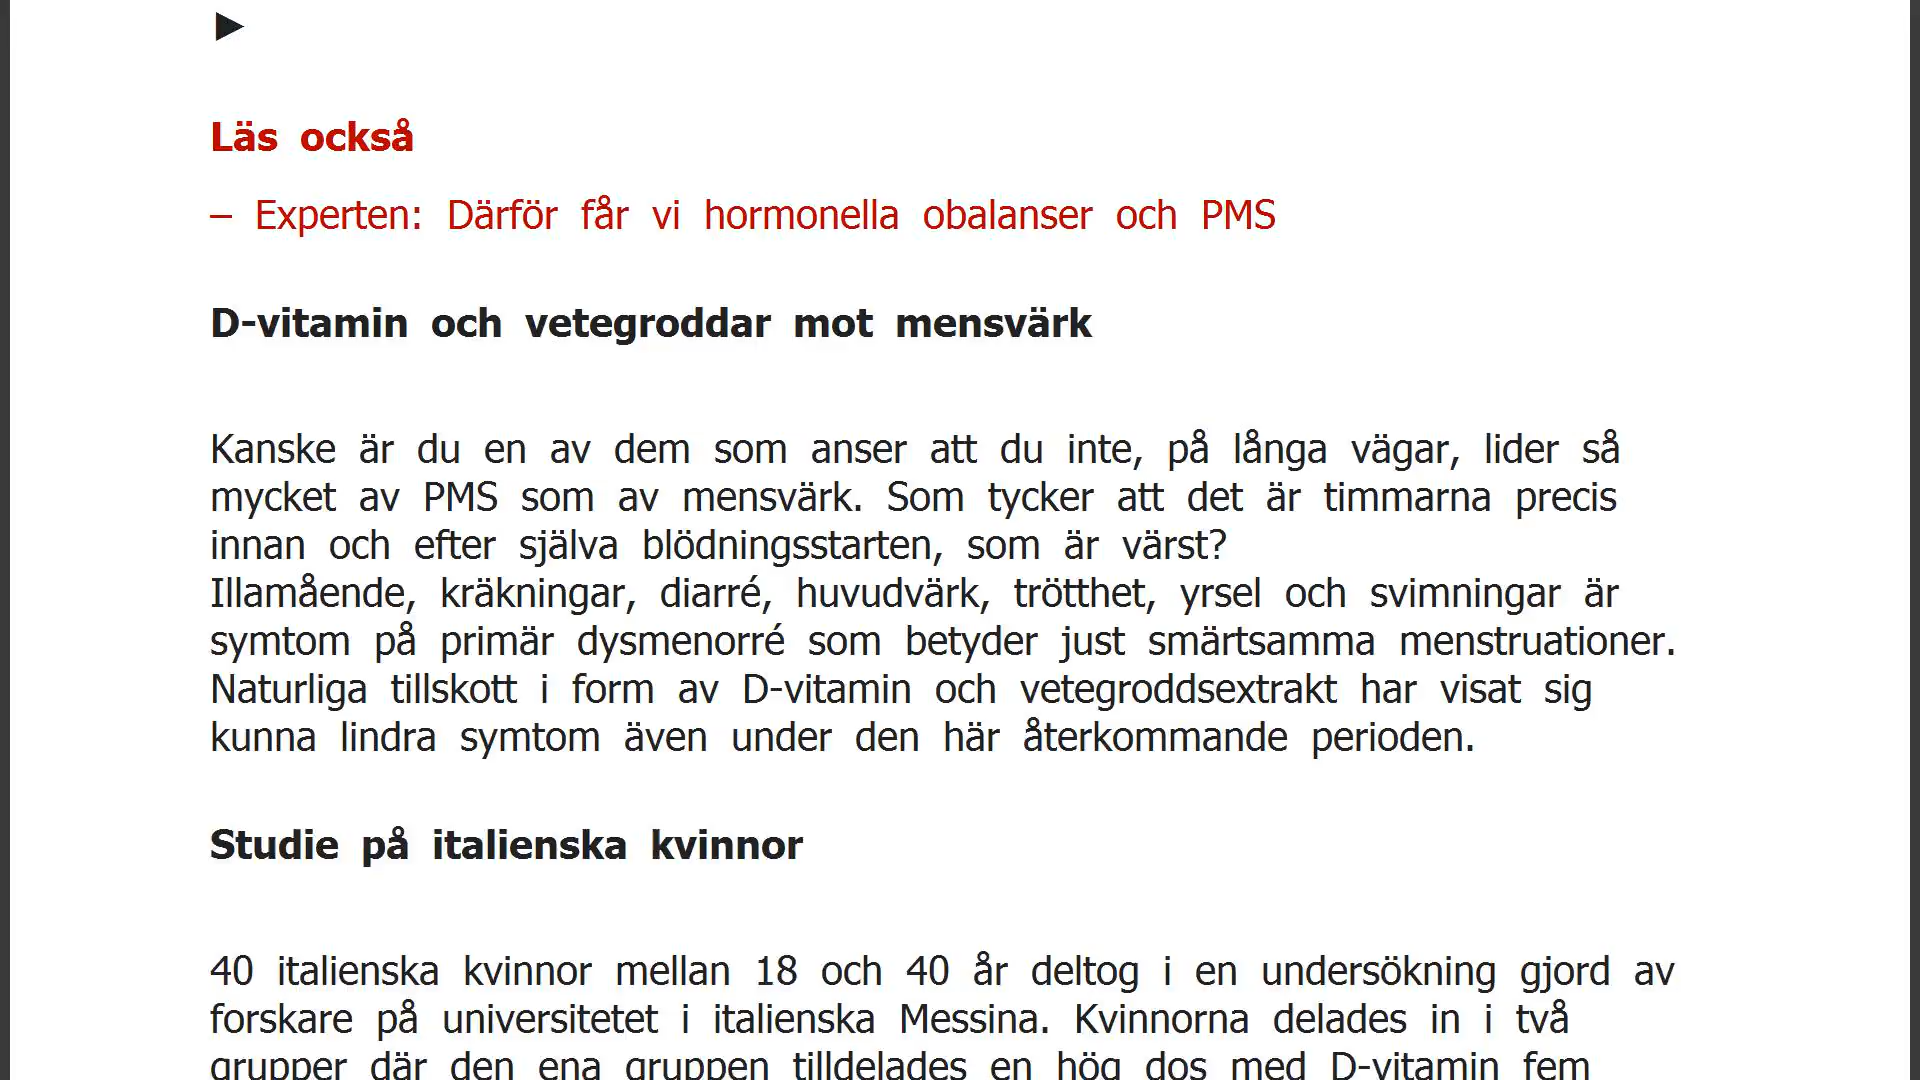 ►
Läs också
– Experten: Därför får vi hormonella obalanser och PMS
D-vitamin och vetegroddar mot mensvärk
Kanske är du en av dem som anser att du inte, på långa vägar, lider så
mycket av PMS som av mensvärk. Som tycker att det är timmarna precis
innan och efter själva blödningsstarten, som är värst?
Illamående, kräkningar, diarré, huvudvärk, trötthet, yrsel och svimningar är
symtom på primär dysmenorré som betyder just smärtsamma menstruationer.
Naturliga tillskott i form av D-vitamin och vetegroddsextrakt har visat sig
kunna lindra symtom även under den här återkommande perioden.
Studie på italienska kvinnor
40 italienska kvinnor mellan 18 och 40 år deltog i en undersökning gjord av
forskare på universitetet i italienska Messina. Kvinnorna delades in i två
grupper där den ena gruppen tilldelades en hög dos med D-vitamin fem